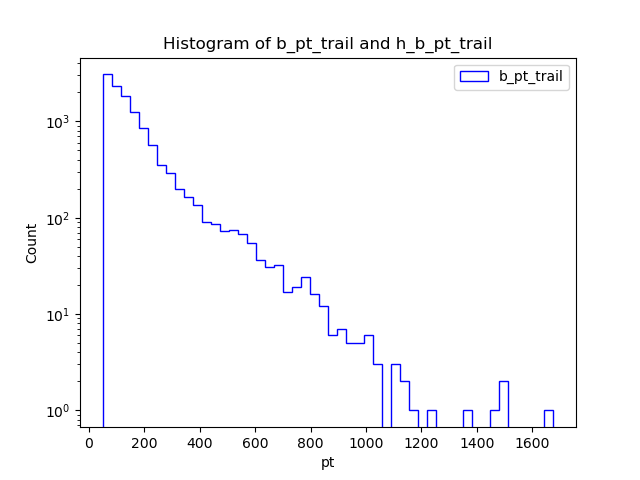 Histogram of b_pt_trail and h_b_pt_trail
b_pt_trail
Count
10³
10²
10¹
10⁰
0 200 400 600 800 1000 1200 1400 1600
pt